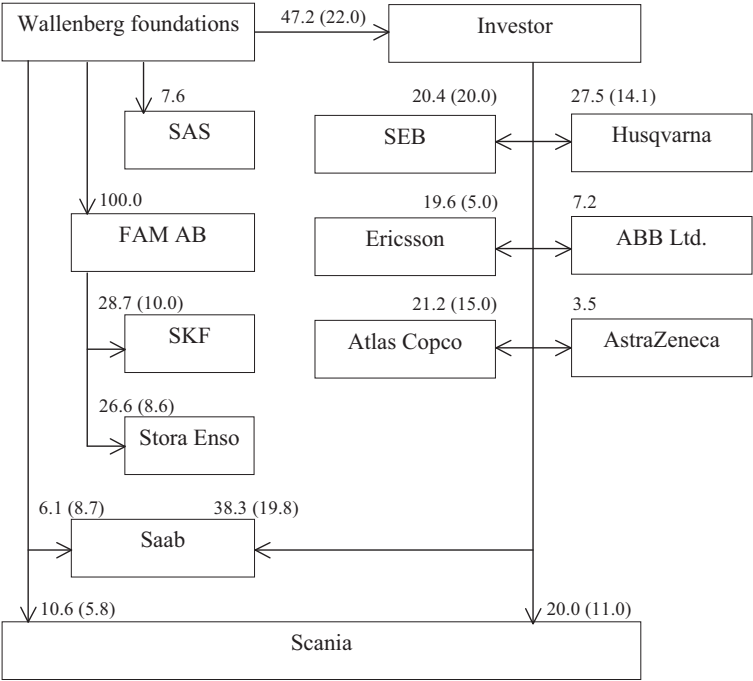 Wallenberg foundations
47.2 (22.0)
Investor
7.6
SAS
20.4 (20.0)
SEB
27.5 (14.1)
Husqvarna
100.0
FAM AB
19.6 (5.0)
Ericsson
7.2
ABB Ltd.
28.7 (10.0)
SKF
21.2 (15.0)
Atlas Copco
3.5
AstraZeneca
26.6 (8.6)
Stora Enso
6.1 (8.7)
38.3 (19.8)
Saab
10.6 (5.8)
20.0 (11.0)
Scania